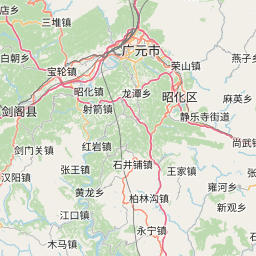 店乡
三堆镇
广元市
荣山镇
燕子乡
白朝乡
宝轮镇
昭化镇
龙潭乡
昭化区
麻英乡
剑阁县
射箭镇
静乐寺街道
尚武镇
剑门关镇
红岩镇
汉阳镇
张王镇
石井铺镇
王家镇
黄龙乡
柏林沟镇
雍河乡
新观乡
江口镇
木马镇
永宁镇